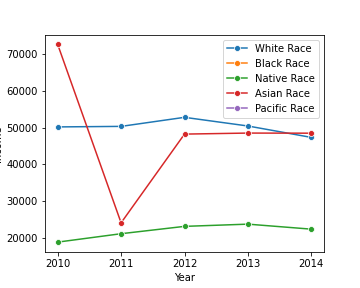 70000
60000
50000
40000
30000
20000
2010 2011 2012 2013 2014
Year
White Race
Black Race
Native Race
Asian Race
Pacific Race